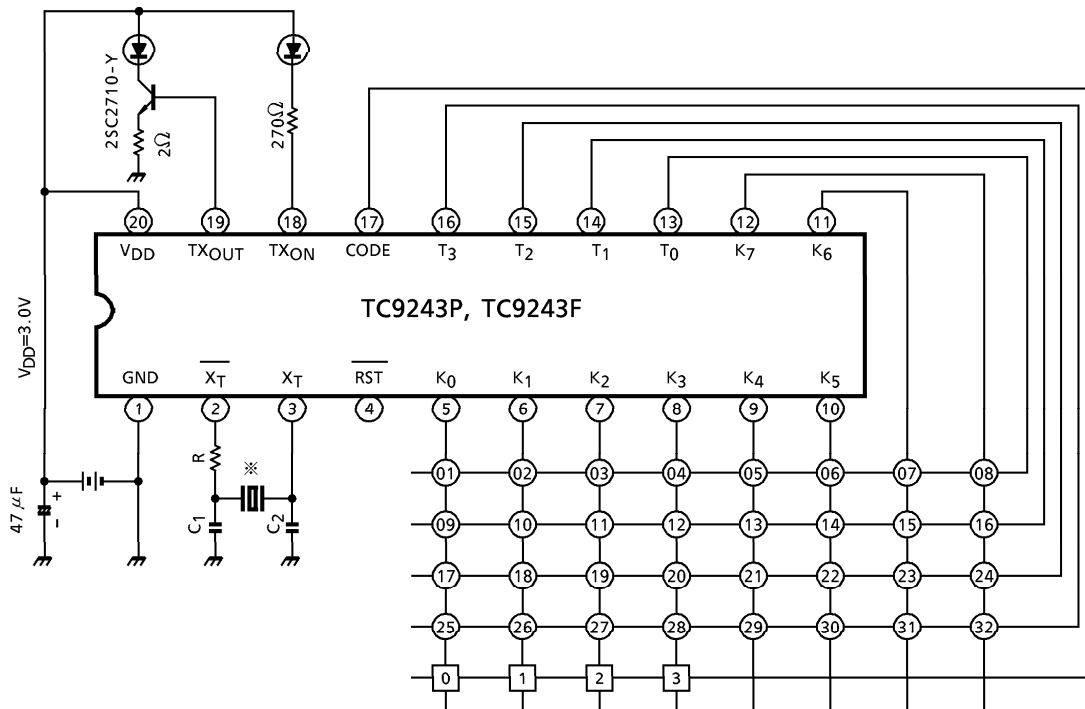 2SC2710-Y
2Ω
270Ω
20 19 18 17 16 15 14 13 12 11
VDD TXOUT TXON CODE T3 T2 T1 T0 K7 K6
TC9243P, TC9243F
VDD=3.0V
GND XT XT RST K0 K1 K2 K3 K4 K5
1 2 3 4 5 6 7 8 9 10
R
※
01 02 03 04 05 06 07 08
47μF
+
-
C1
C2
09 10 11 12 13 14 15 16
17 18 19 20 21 22 23 24
25 26 27 28 29 30 31 32
0 1 2 3